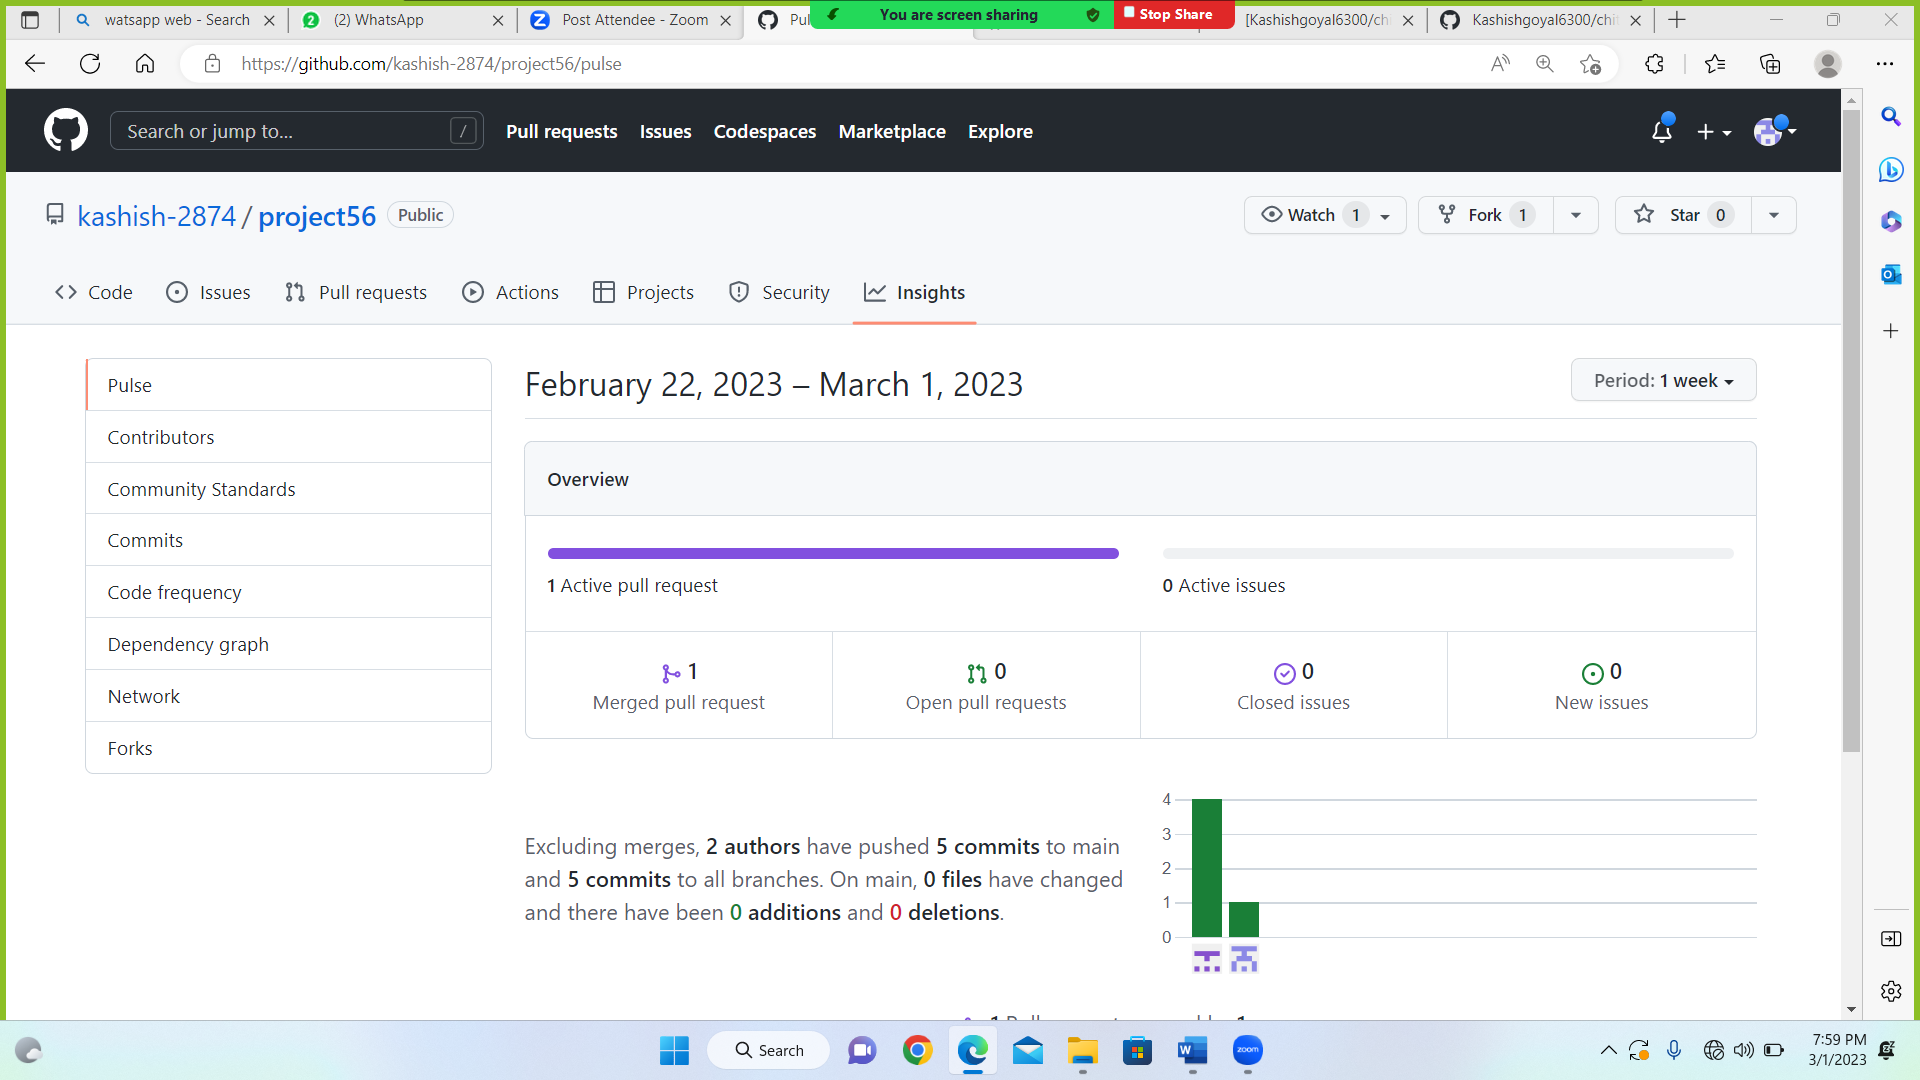 watsapp web - Search
(2) WhatsApp
Post Attendee - Zoom
You are screen sharing
Stop Share
[Kashishgoyal6300/chi
Kashishgoyal6300/chi
https://github.com/kashish-2874/project56/pulse
Search or jump to...
/
Pull requests
Issues
Codespaces
Marketplace
Explore
kashish-2874 / project56
Public
Watch 1
Fork 1
Star 0
Code
Issues
Pull requests
Actions
Projects
Security
Insights
Pulse
Contributors
Community Standards
Commits
Code frequency
Dependency graph
Network
Forks
February 22, 2023 – March 1, 2023
Period: 1 week
Overview
1 Active pull request
0 Active issues
1
Merged pull request
0
Open pull requests
0
Closed issues
0
New issues
Excluding merges, 2 authors have pushed 5 commits to main
and 5 commits to all branches. On main, 0 files have changed
and there have been 0 additions and 0 deletions.
4
3
2
1
0
Search
zoom
7:59 PM
3/1/2023